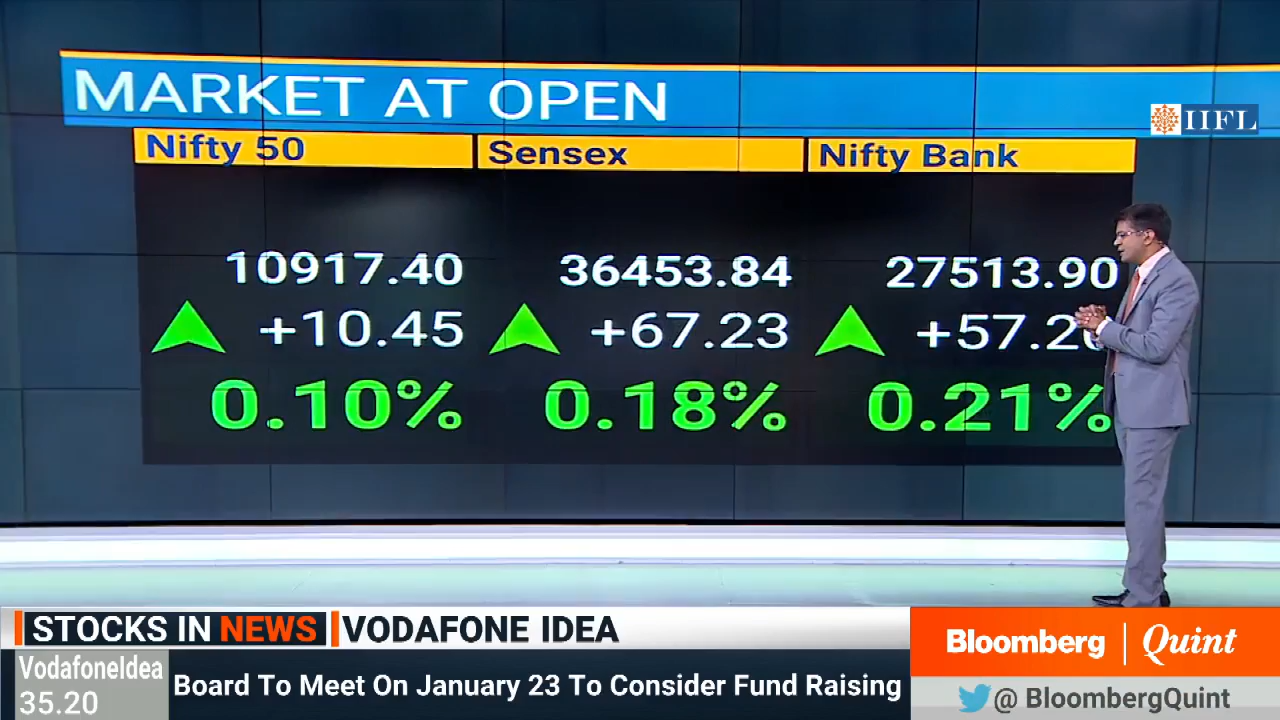 MARKET AT OPEN
IIFL
Nifty 50 Sensex Nifty Bank
10917.40 36453.84 27513.90
+10.45 +67.23
0.10% 0.18% 0.21%
STOCKS IN NEWS VODAFONE IDEA
VodafoneIdea
35.20
Board To Meet On January 23 To Consider Fund Raising
Bloomberg | Quint
@ BloombergQuint